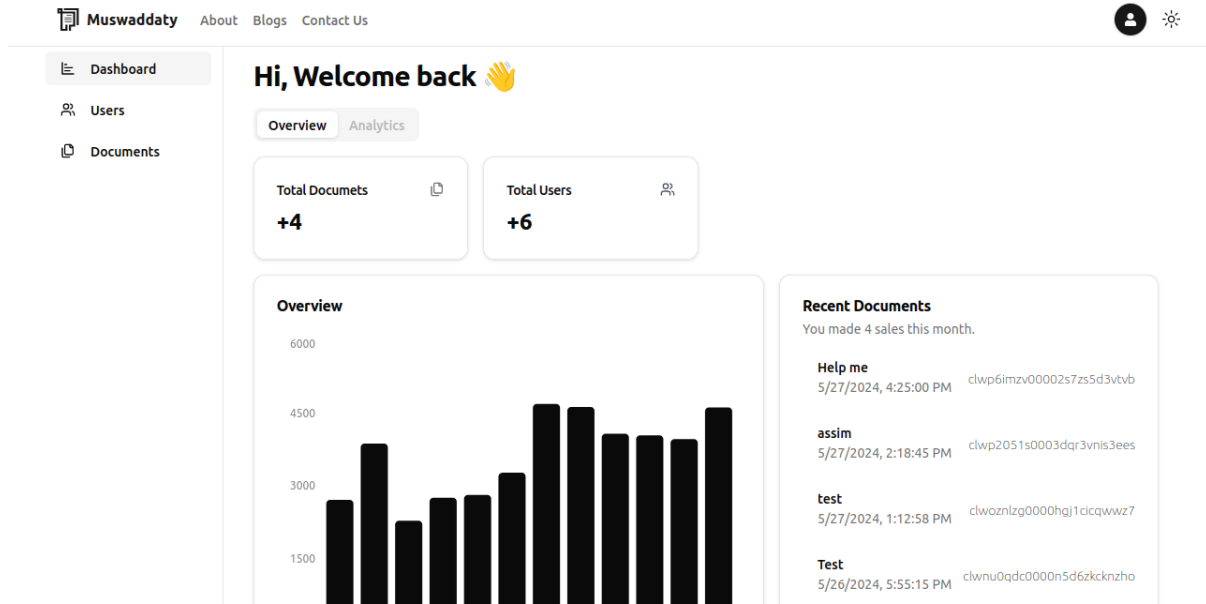 Muswaddaty About Blogs Contact Us
Dashboard
Users
Documents
Hi, Welcome back 👋
Overview Analytics
Total Documets
+4
Total Users
+6
Overview
6000
4500
3000
1500
Recent Documents
You made 4 sales this month.
Help me
5/27/2024, 4:25:00 PM
clwp6imzv00002s7zs5d3vtvb
assim
5/27/2024, 2:18:45 PM
clwp2051s0003dqr3vnis3ees
test
5/27/2024, 1:12:58 PM
clwoznlzg0000hgj1cicqwwz7
Test
5/26/2024, 5:55:15 PM
clwnu0qdc0000n5d6zkcknzho